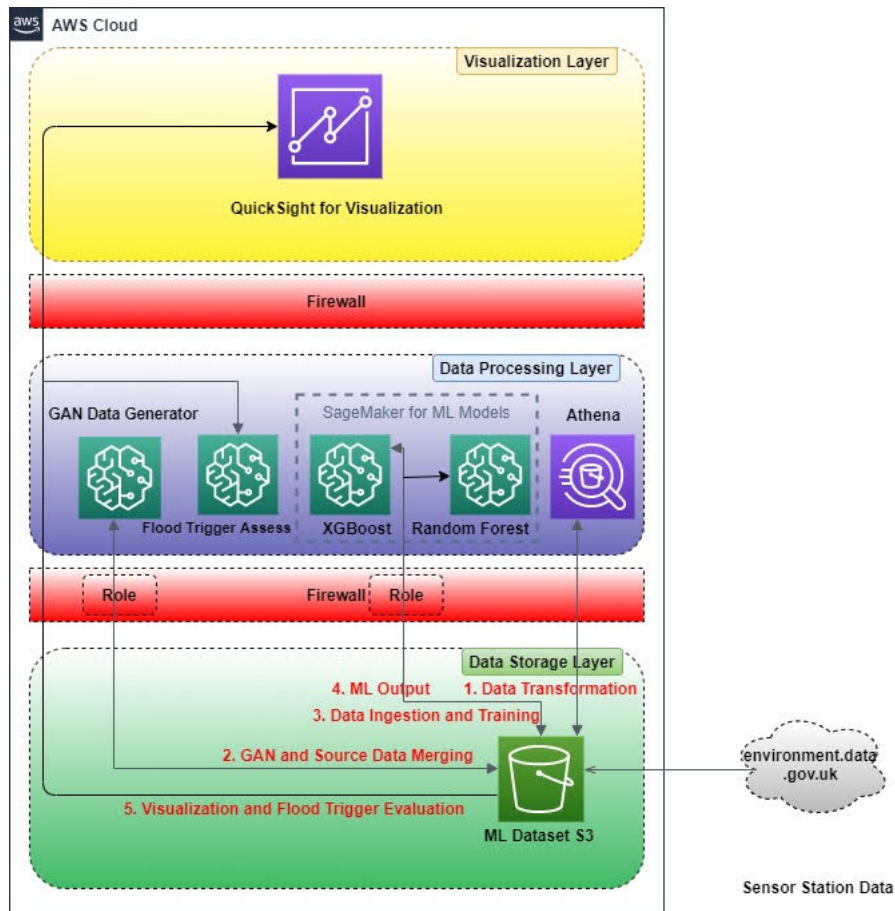 aws
AWS Cloud
Visualization Layer
QuickSight for Visualization
Firewall
Data Processing Layer
GAN Data Generator
SageMaker for ML Models
Athena
Flood Trigger Assess
XGBoost
Random Forest
Role
Firewall
Role
Data Storage Layer
4. ML Output
1. Data Transformation
3. Data Ingestion and Training
2. GAN and Source Data Merging
environment.data
.gov.uk
5. Visualization and Flood Trigger Evaluation
ML Dataset S3
Sensor Station Data